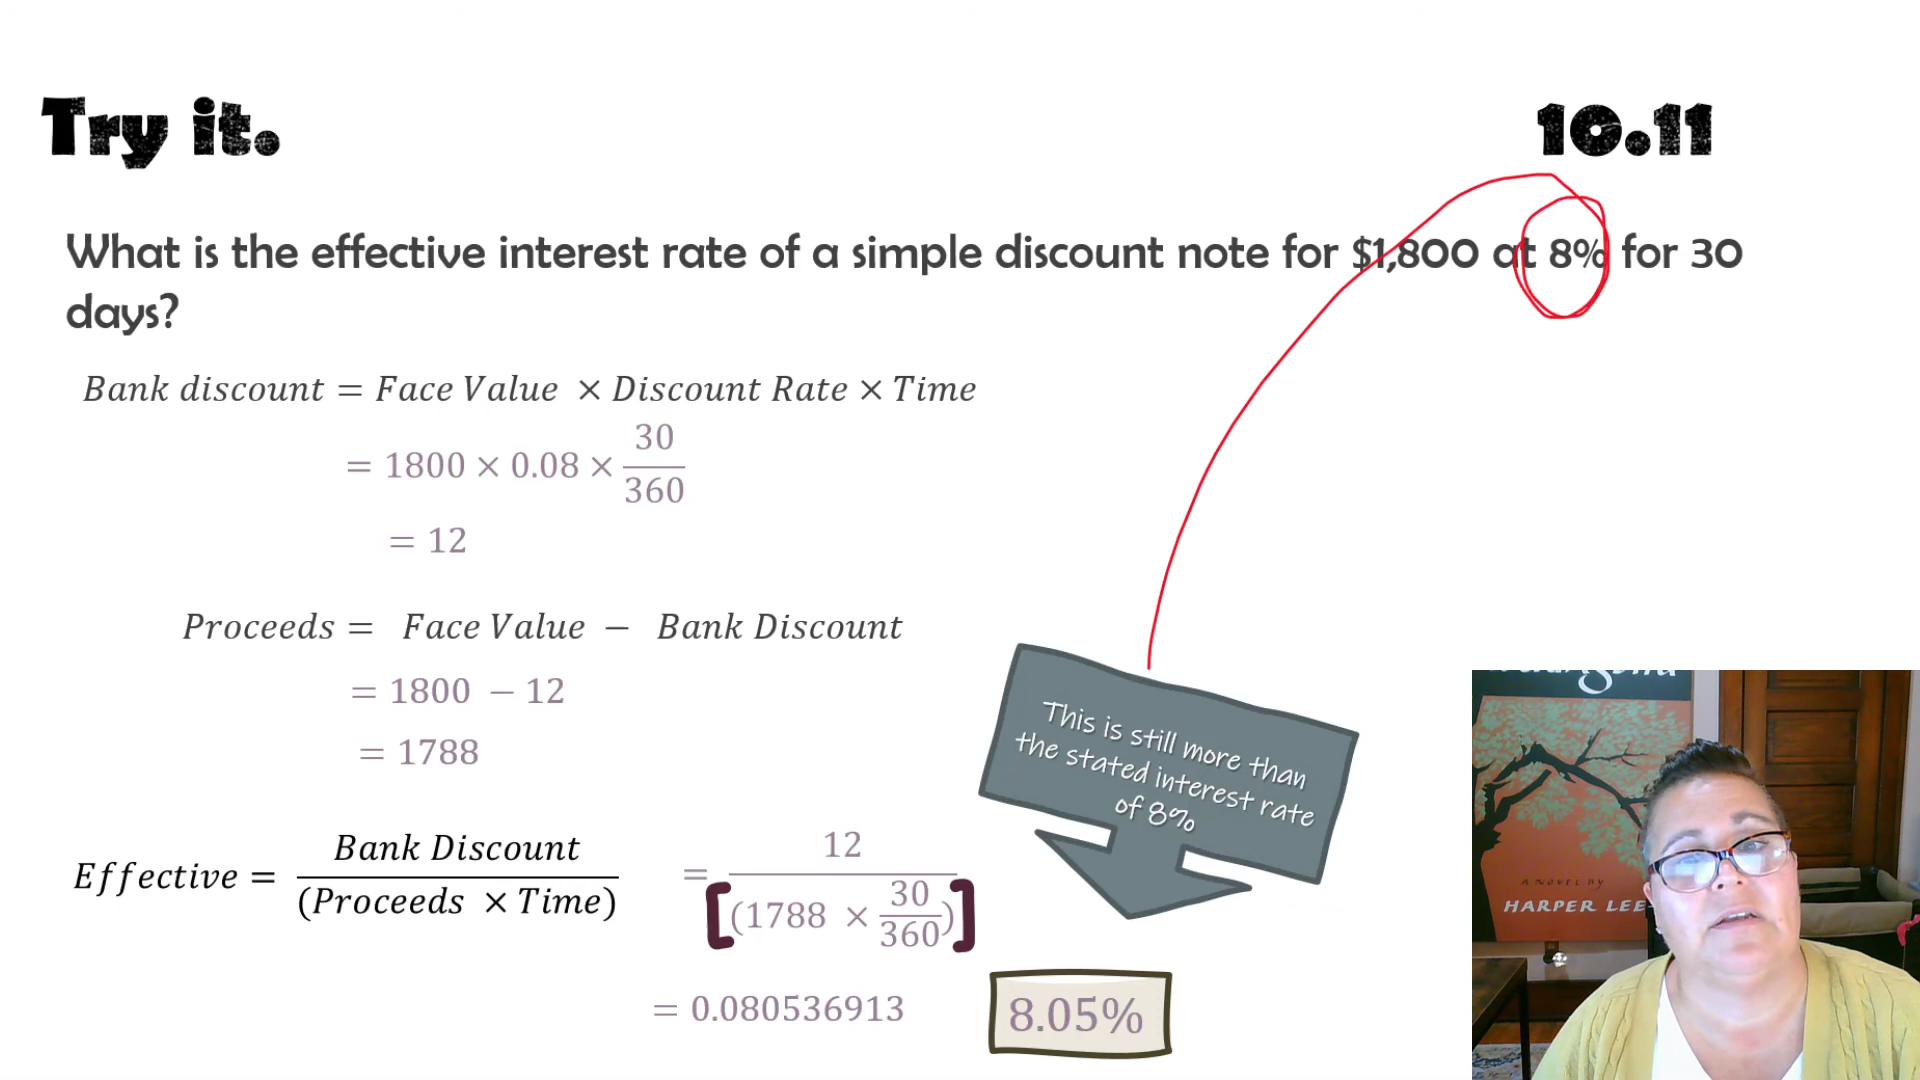 Try it.
10.11
What is the effective interest rate of a simple discount note for $1,800 at 8% for 30
days?
Bank discount = Face Value × Discount Rate × Time
= 1800 × 0.08 × 30/360
= 12
Proceeds = Face Value − Bank Discount
= 1800 − 12
= 1788
This is still more than
the stated interest rate
of 8%
Effective = Bank Discount/(Proceeds × Time) = 12/[(1788 × 30/360)]
= 0.080536913
8.05%
A NOVEL BY
HARPER LEE